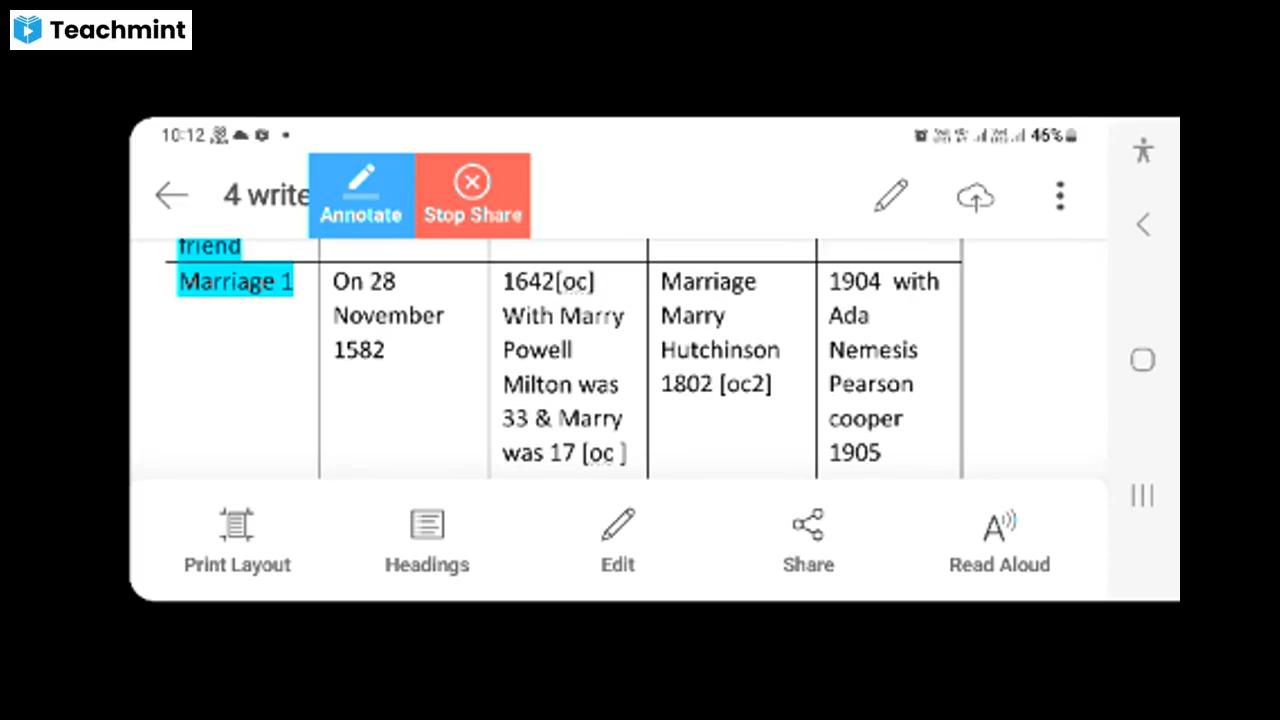 Teachmint
10:12
46%
4 write
Annotate
Stop Share
friend
Marriage 1
On 28
November
1582
1642[oc]
With Marry
Powell
Milton was
33 & Marry
was 17 [oc ]
Marriage
Marry
Hutchinson
1802 [oc2]
1904 with
Ada
Nemesis
Pearson
cooper
1905
Print Layout
Headings
Edit
Share
Read Aloud